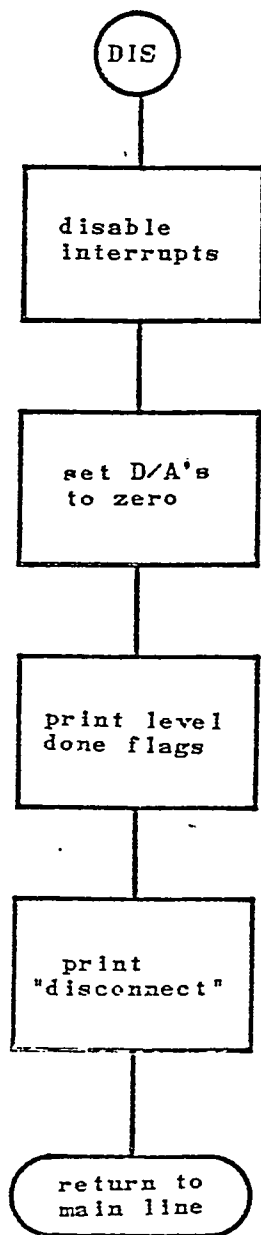 DIS
disable
interrupts
set D/A's
to zero
print level
done flags
print
"disconnect"
return to
main line